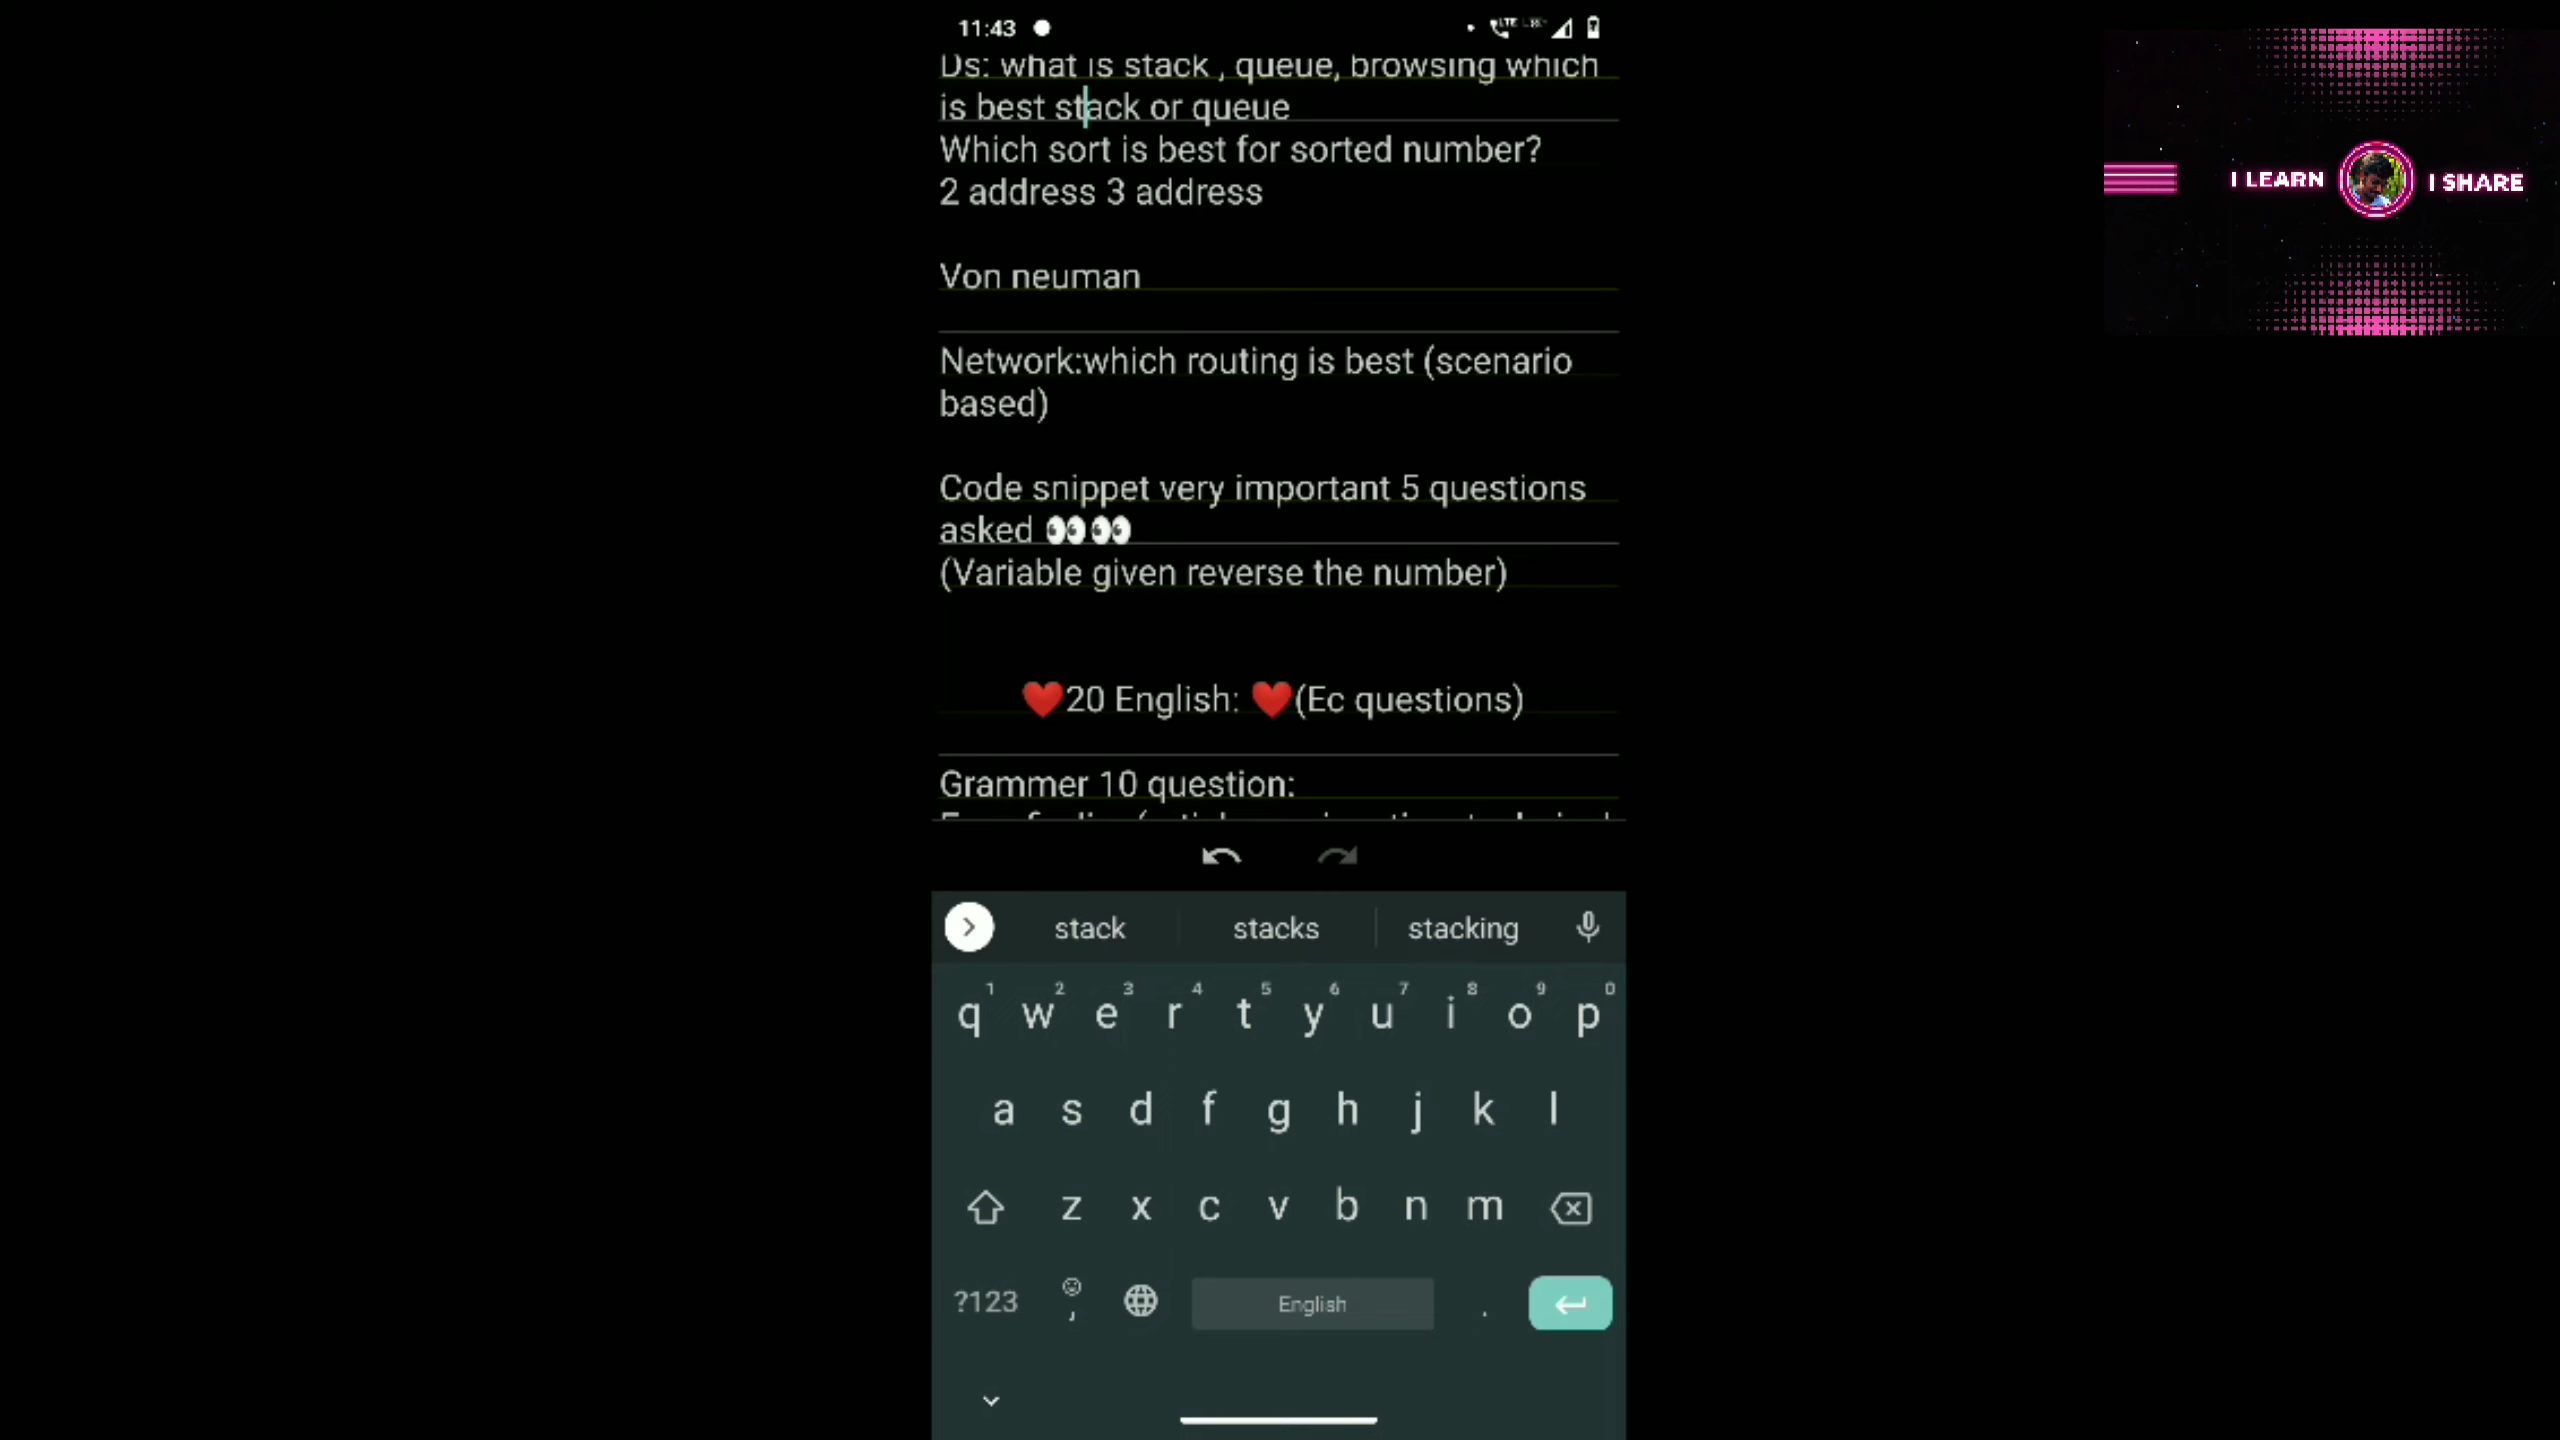 11:43
Ds: what is stack , queue, browsing which
is best stack or queue
Which sort is best for sorted number?
2 address 3 address
Von neuman
Network:which routing is best (scenario
based)
Code snippet very important 5 questions
asked 👀👀
(Variable given reverse the number)
❤️20 English: ❤️(Ec questions)
Grammer 10 question:
stack stacks stacking
1 2 3 4 5 6 7 8 9 0
q w e r t y u i o p
a s d f g h j k l
z x c v b n m
?123 , English .
I LEARN I SHARE